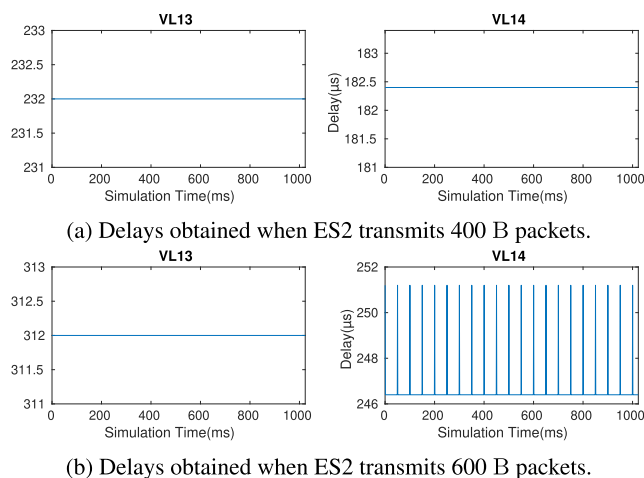 VL13
233
232.5
232
231.5
231
0 200 400 600 800 1000
Simulation Time(ms)
VL14
Delay(µs)
183
182.5
182
181.5
181
0 200 400 600 800 1000
Simulation Time(ms)
(a) Delays obtained when ES2 transmits 400 B packets.
VL13
313
312.5
312
311.5
311
0 200 400 600 800 1000
Simulation Time(ms)
VL14
Delay(µs)
252
250
248
246
0 200 400 600 800 1000
Simulation Time(ms)
(b) Delays obtained when ES2 transmits 600 B packets.